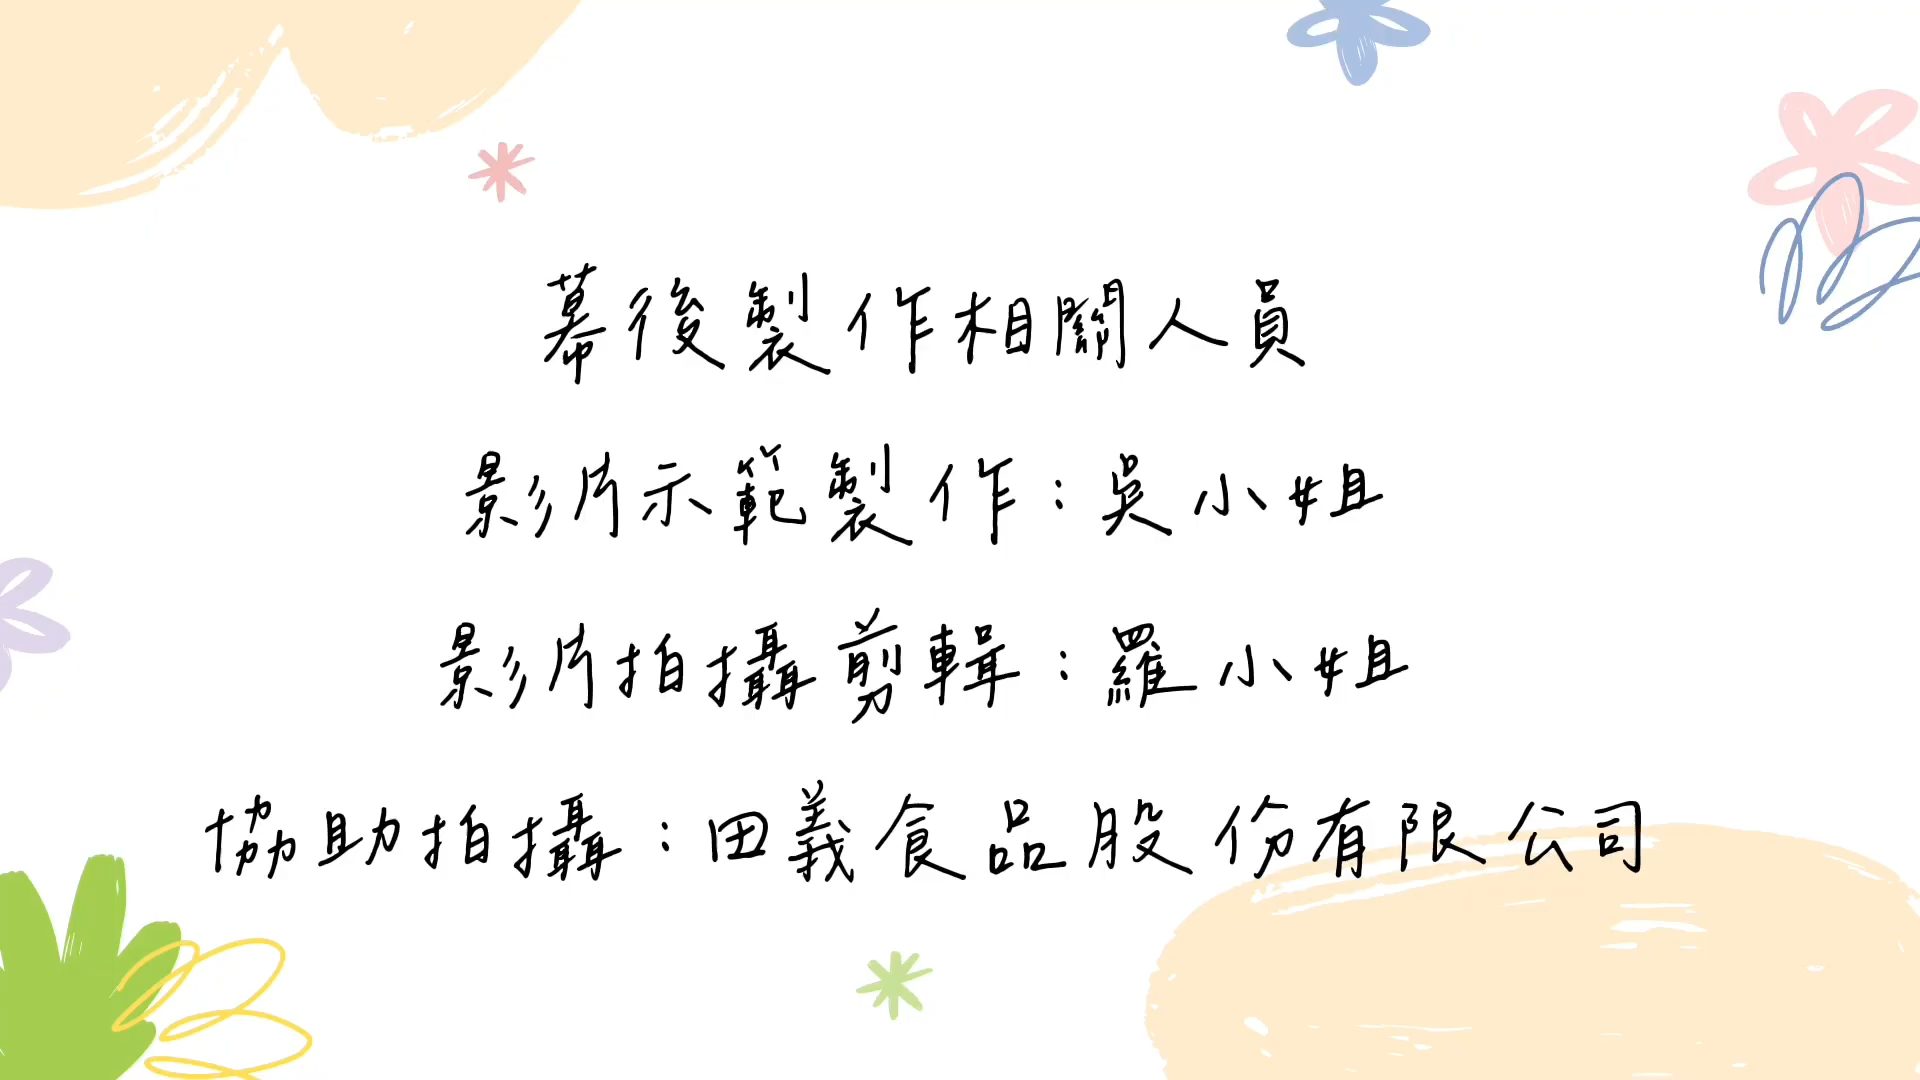 幕後製作相關人員
影片示範製作：吳小姐
影片拍攝剪輯：羅小姐
協助拍攝：田義食品股份有限公司